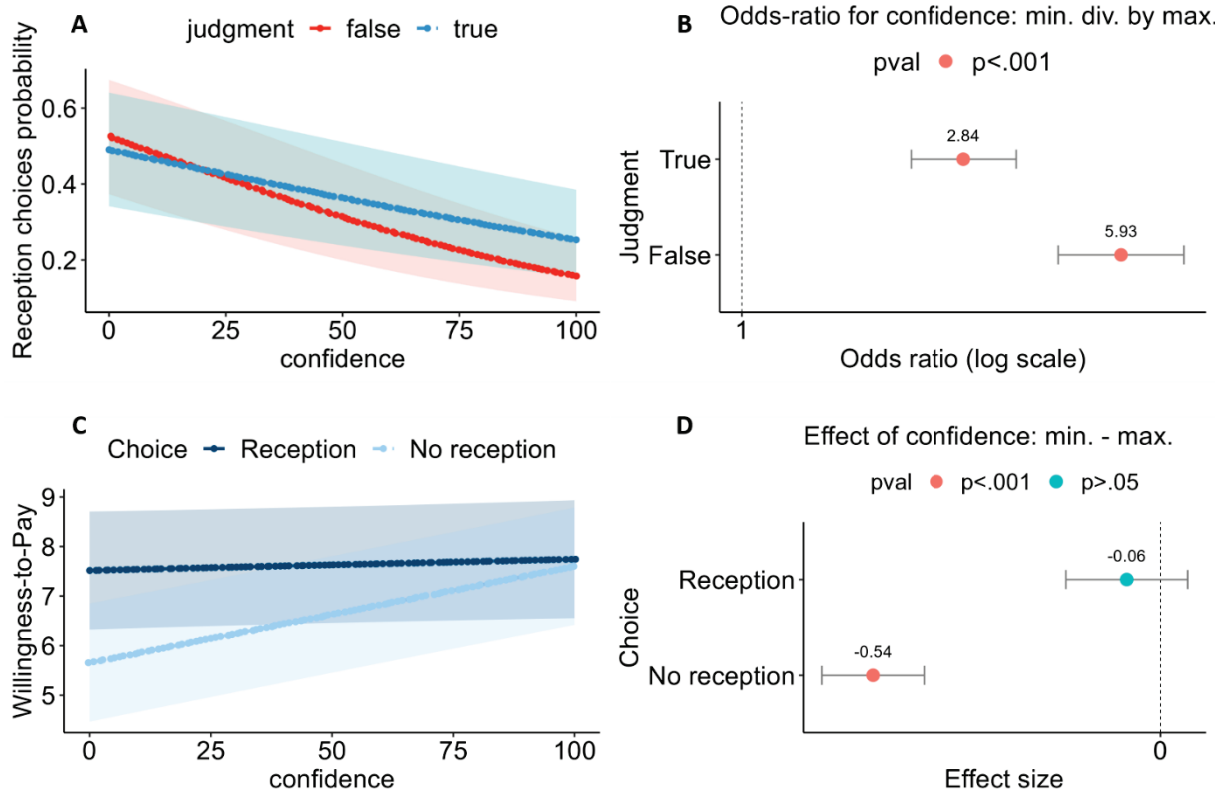 A
judgment false true
Reception choices probability
0.6
0.4
0.2
0 25 50 75 100
confidence
B
Odds-ratio for confidence: min. div. by max.
pval p<.001
Judgment
True
False
2.84
5.93
1
Odds ratio (log scale)
C
Choice Reception No reception
Willingness-to-Pay
9
8
7
6
5
0 25 50 75 100
confidence
D
Effect of confidence: min. - max.
pval p<.001 p>.05
Choice
Reception
No reception
-0.06
-0.54
0
Effect size